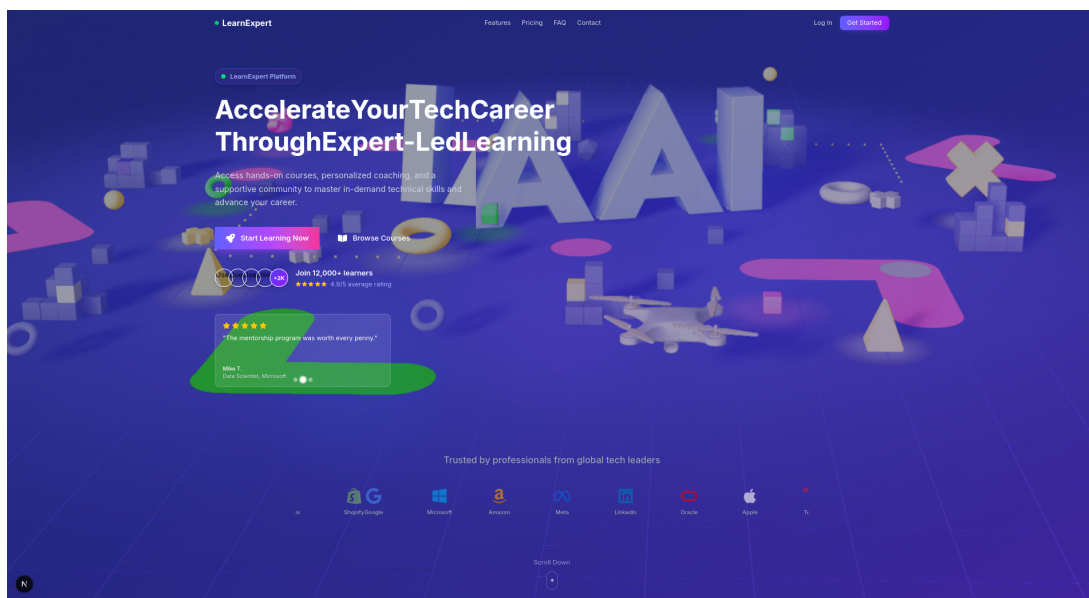 LearnExpert
Features Pricing FAQ Contact
Log In Get Started
LearnExpert Platform
AccelerateYourTechCareer
ThroughExpert-LedLearning
Access hands-on courses, personalized coaching, and a
supportive community to master in-demand technical skills and
advance your career.
Start Learning Now Browse Courses
+2K
Join 12,000+ learners
4.9/5 average rating
"The mentorship program was worth every penny."
Mike T.
Data Scientist, Microsoft
AAI
Trusted by professionals from global tech leaders
Shopify Google Microsoft Amazon Meta LinkedIn Oracle Apple
Scroll Down
N